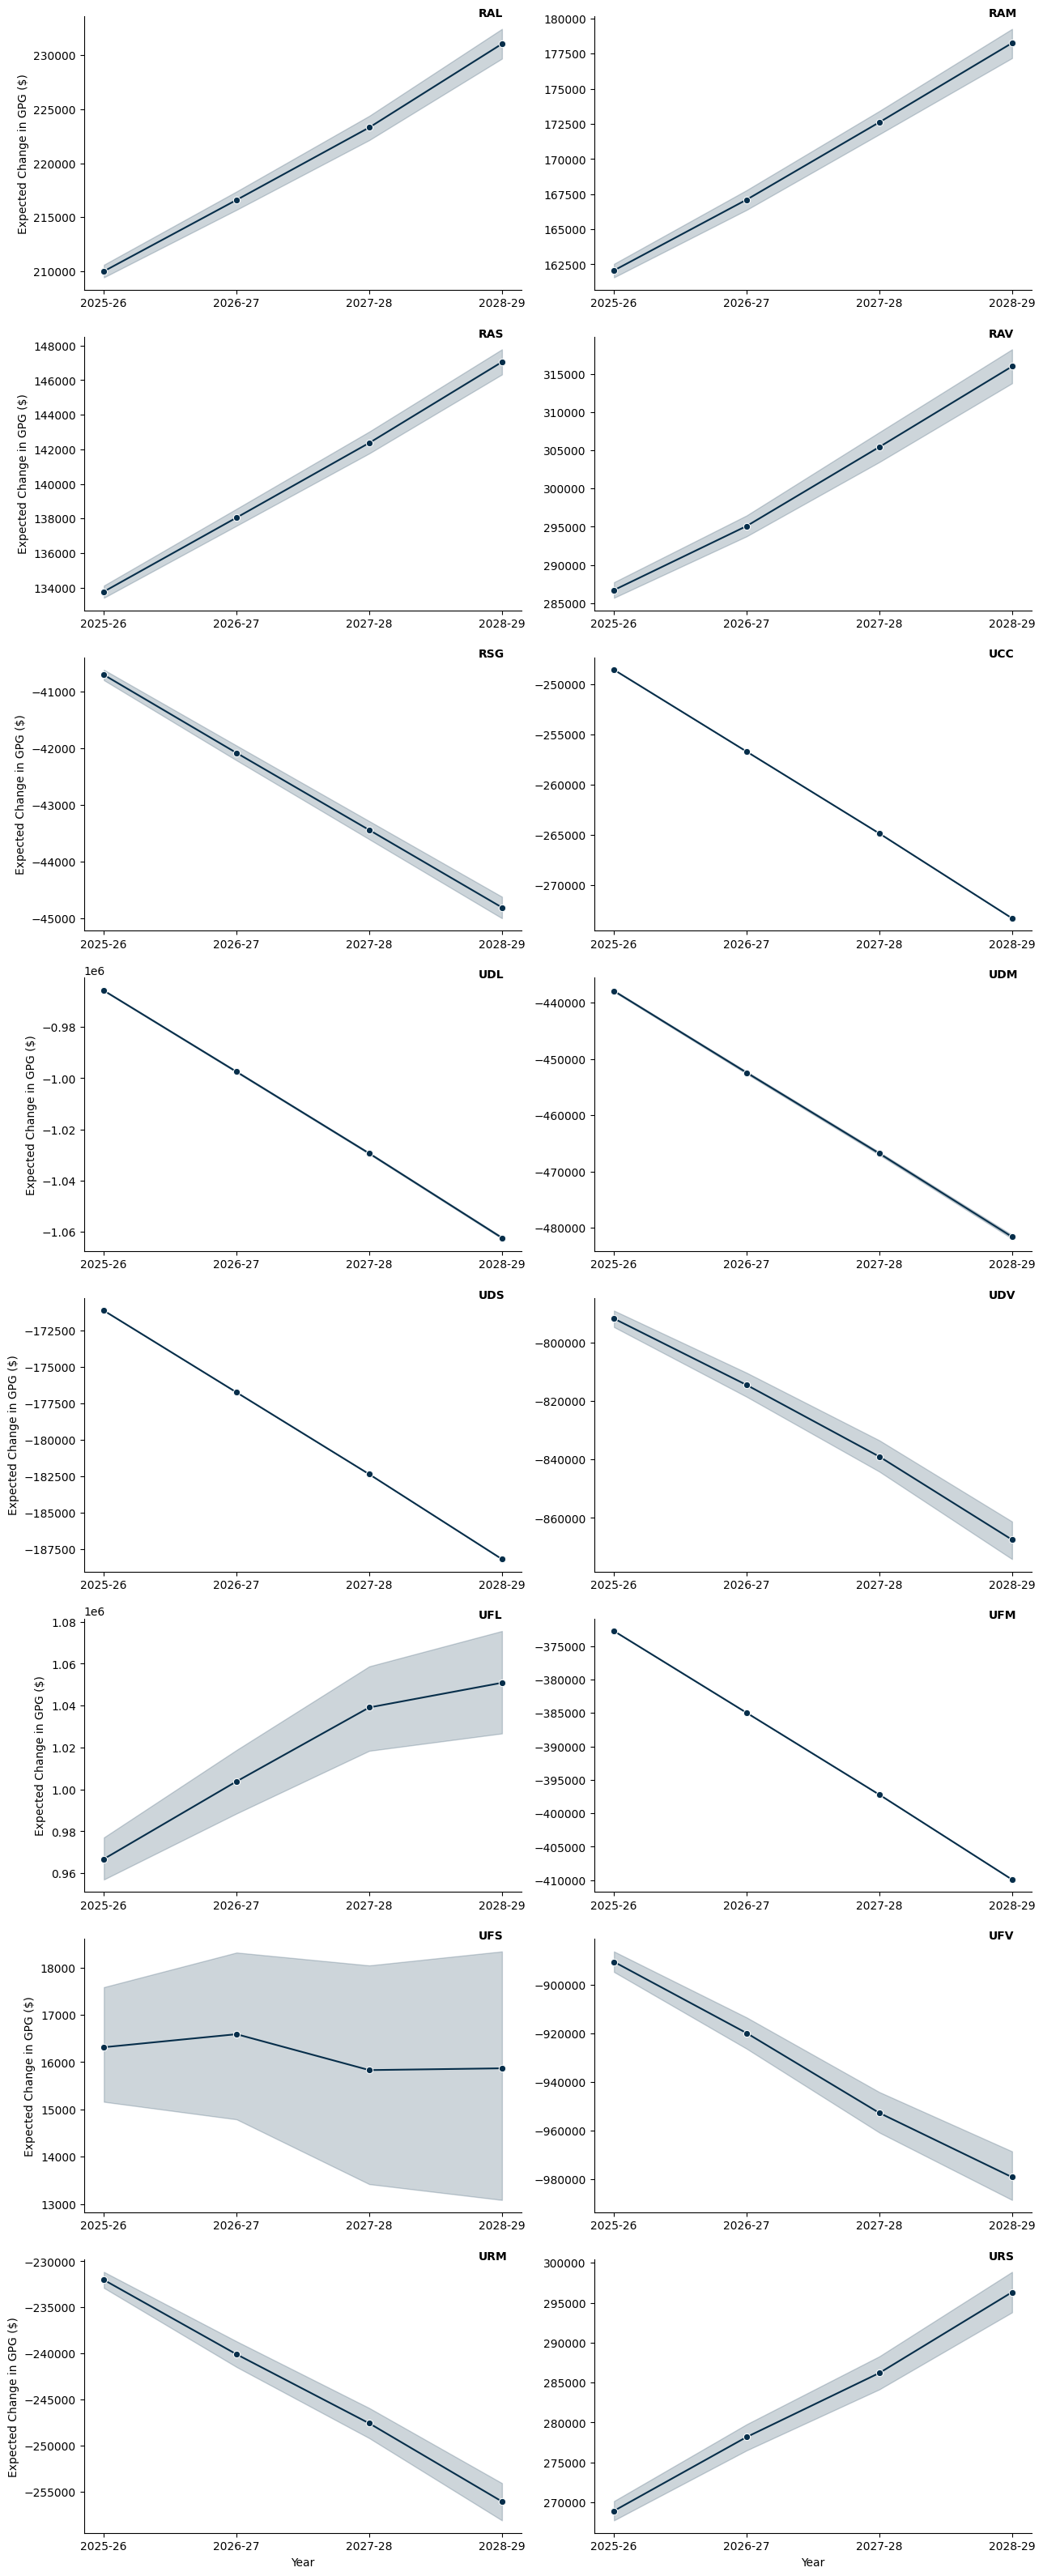 RAL
Expected Change in GPG ($)
230000
225000
220000
215000
210000
2025-26 2026-27 2027-28 2028-29
RAM
180000
177500
175000
172500
170000
167500
165000
162500
2025-26 2026-27 2027-28 2028-29
RAS
Expected Change in GPG ($)
148000
146000
144000
142000
140000
138000
136000
134000
2025-26 2026-27 2027-28 2028-29
RAV
315000
310000
305000
300000
295000
290000
285000
2025-26 2026-27 2027-28 2028-29
RSG
Expected Change in GPG ($)
−41000
−42000
−43000
−44000
−45000
2025-26 2026-27 2027-28 2028-29
UCC
−250000
−255000
−260000
−265000
−270000
2025-26 2026-27 2027-28 2028-29
1e6
UDL
Expected Change in GPG ($)
−0.98
−1.00
−1.02
−1.04
−1.06
2025-26 2026-27 2027-28 2028-29
UDM
−440000
−450000
−460000
−470000
−480000
2025-26 2026-27 2027-28 2028-29
UDS
Expected Change in GPG ($)
−172500
−175000
−177500
−180000
−182500
−185000
−187500
2025-26 2026-27 2027-28 2028-29
UDV
−800000
−820000
−840000
−860000
2025-26 2026-27 2027-28 2028-29
1e6
UFL
Expected Change in GPG ($)
1.08
1.06
1.04
1.02
1.00
0.98
0.96
2025-26 2026-27 2027-28 2028-29
UFM
−375000
−380000
−385000
−390000
−395000
−400000
−405000
−410000
2025-26 2026-27 2027-28 2028-29
UFS
Expected Change in GPG ($)
18000
17000
16000
15000
14000
13000
2025-26 2026-27 2027-28 2028-29
UFV
−900000
−920000
−940000
−960000
−980000
2025-26 2026-27 2027-28 2028-29
URM
Expected Change in GPG ($)
−230000
−235000
−240000
−245000
−250000
−255000
2025-26 2026-27 2027-28 2028-29
Year
URS
300000
295000
290000
285000
280000
275000
270000
2025-26 2026-27 2027-28 2028-29
Year